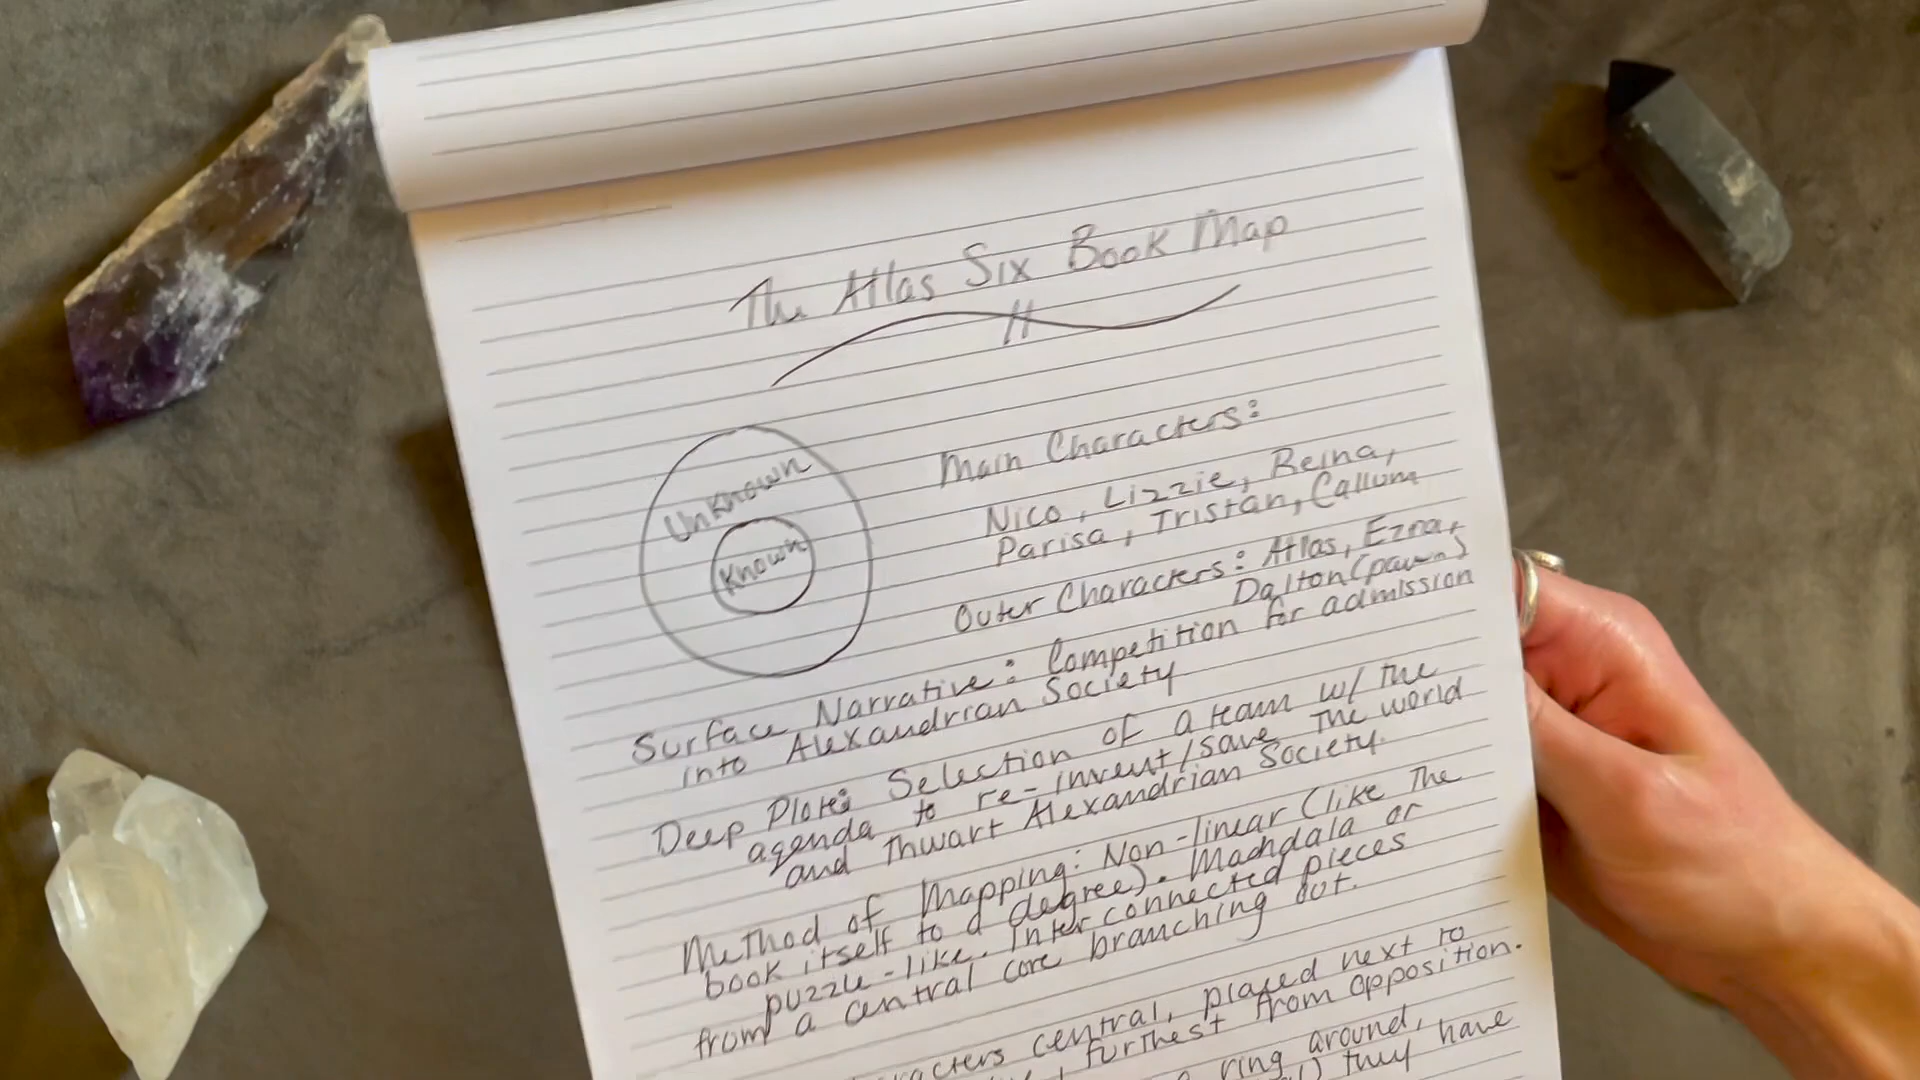 The Atlas Six Book Map
Unknown
Known
Main Characters:
Nico, Lizzie, Reina,
Parisa, Tristan, Callum
Outer Characters: Atlas, Ezra,
Dalton (pawn)
Surface Narrative: Competition for admission
into Alexandrian Society
Deep Plot: Selection of a team w/ the
agenda to re-invent/save the world
and thwart Alexandrian Society.
Method of Mapping: Non-linear (like the
book itself to a degree). Mandala or
puzzle-like. Interconnected pieces
from a central core branching out.
central, placed next to
furthest from opposition.
ring around,
they have